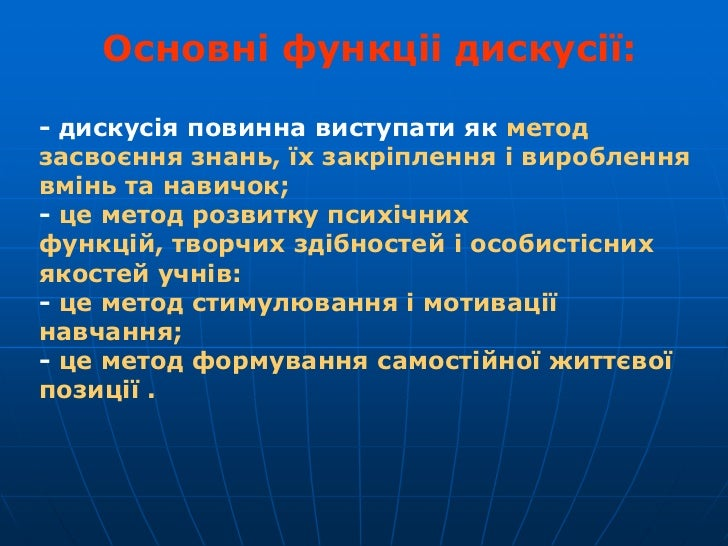 Основні функціі дискусії:
- дискусія повинна виступати як метод
засвоєння знань, їх закріплення і вироблення
вмінь та навичок;
- це метод розвитку психічних
функцій, творчих здібностей і особистісних
якостей учнів:
- це метод стимулювання і мотивації
навчання;
- це метод формування самостійної життєвої
позиції .